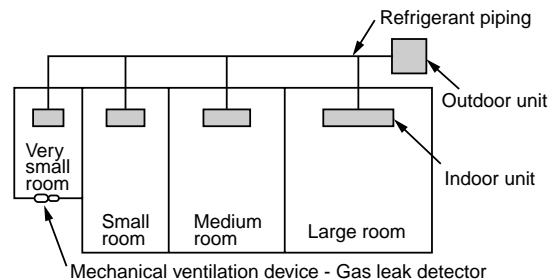 Refrigerant piping
Outdoor unit
Very
small
room
Indoor unit
Small
room
Medium
room
Large room
Mechanical ventilation device - Gas leak detector